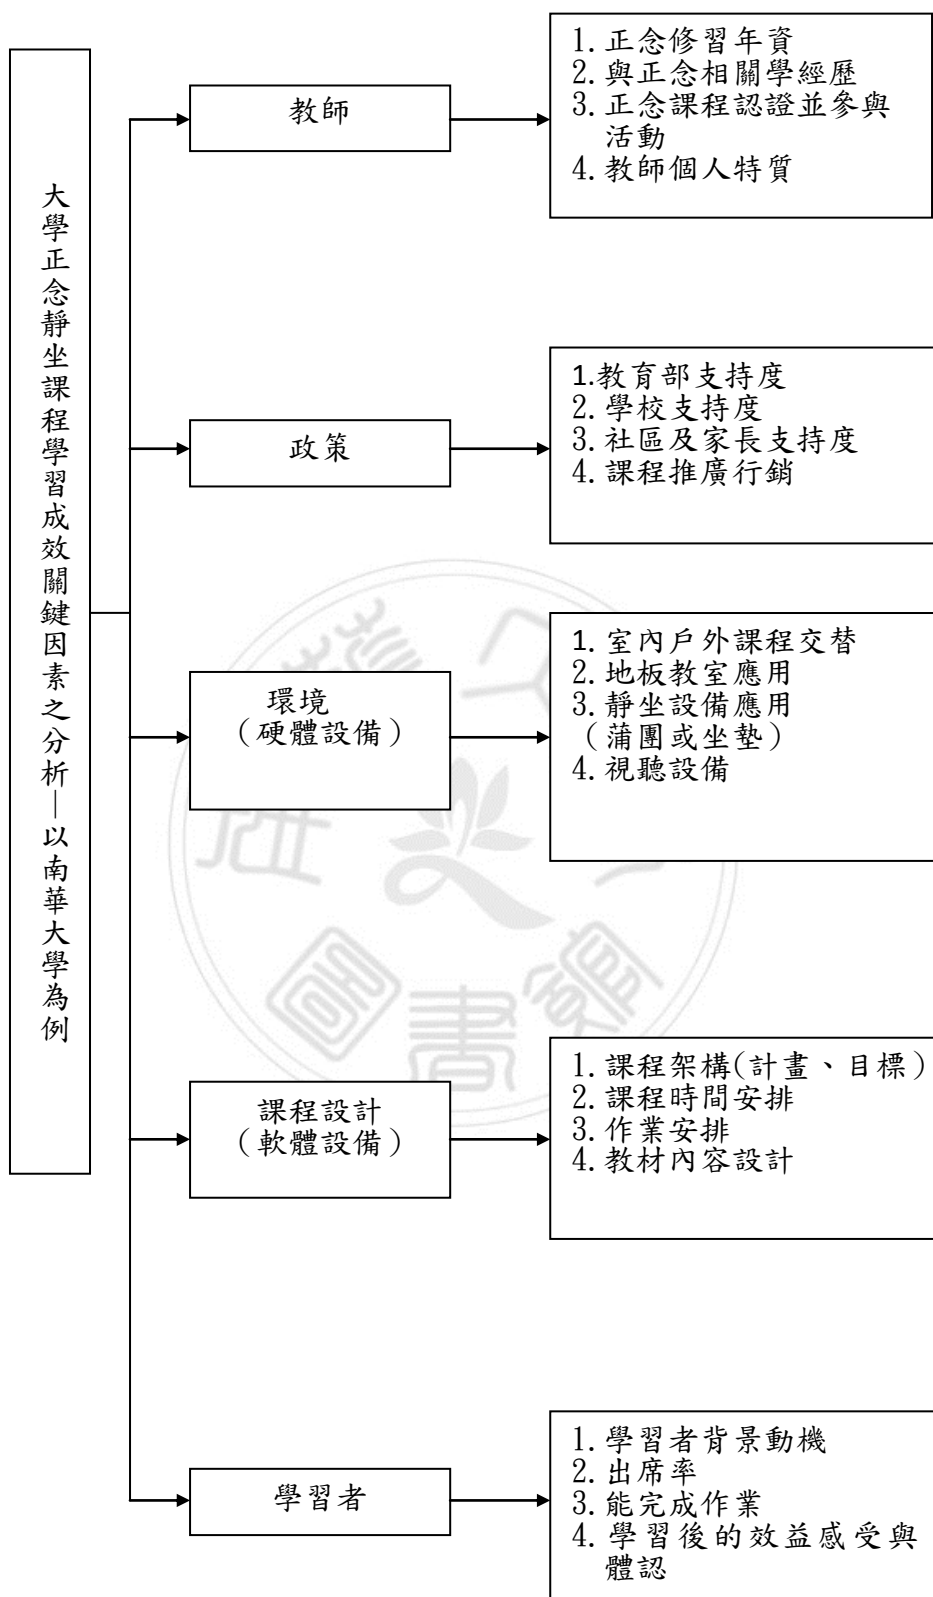 大學正念靜坐課程學習成效關鍵因素之分析—以南華大學為例
教師
1. 正念修習年資
2. 與正念相關學經歷
3. 正念課程認證並參與
活動
4. 教師個人特質
政策
1.教育部支持度
2. 學校支持度
3. 社區及家長支持度
4. 課程推廣行銷
環境
（硬體設備）
1. 室內戶外課程交替
2. 地板教室應用
3. 靜坐設備應用
（蒲團或坐墊）
4. 視聽設備
課程設計
（軟體設備）
1. 課程架構(計畫、目標）
2. 課程時間安排
3. 作業安排
4. 教材內容設計
學習者
1. 學習者背景動機
2. 出席率
3. 能完成作業
4. 學習後的效益感受與
體認
書